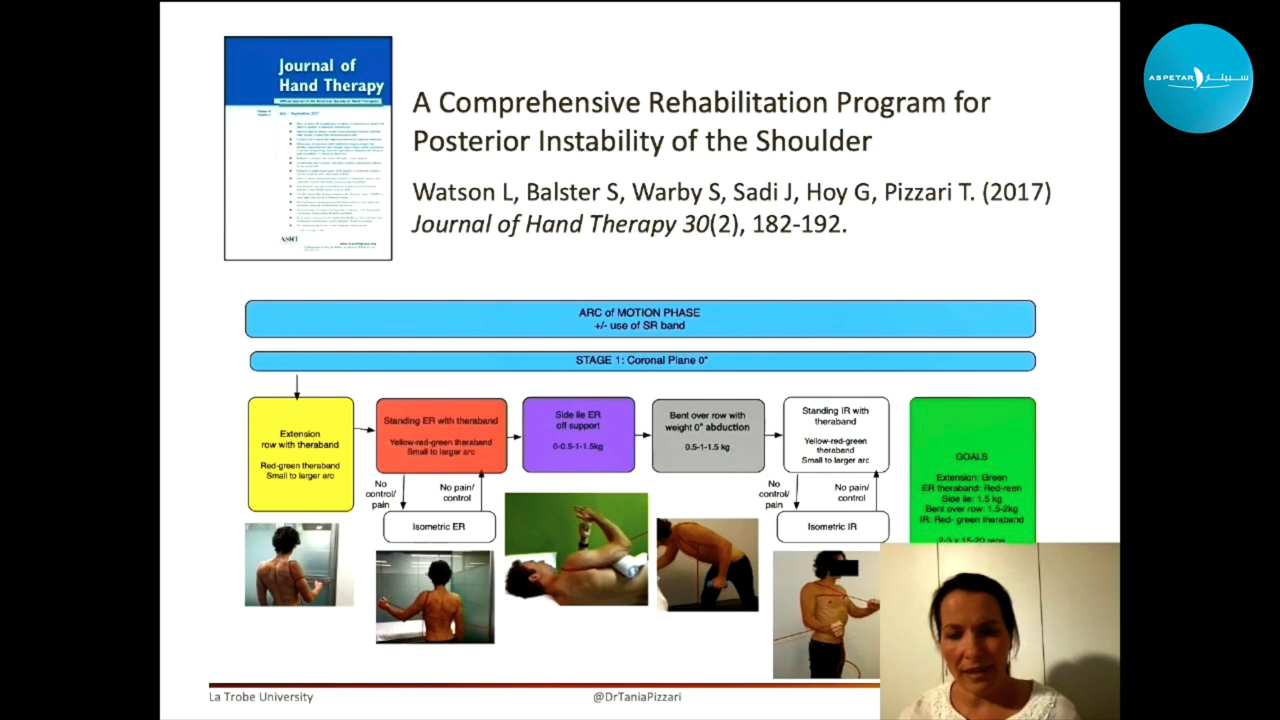 Journal of
Hand Therapy
ASHT
ASPETAR سبيتار
A Comprehensive Rehabilitation Program for
Posterior Instability of the Shoulder
Watson L, Balster S, Warby S, Sadi J, Hoy G, Pizzari T. (2017)
Journal of Hand Therapy 30(2), 182-192.
ARC of MOTION PHASE
+/- use of SR band
STAGE 1: Coronal Plane 0°
Extension
row with theraband
Red-green theraband
Small to larger arc
Standing ER with theraband
Yellow-red-green theraband
Small to larger arc
No
control/
pain
No pain/
control
Isometric ER
Side lie ER
off support
0-0.5-1-1.5kg
Bent over row with
weight 0° abduction
0.5-1-1.5 kg
Standing IR with
theraband
Yellow-red-green
theraband
Small to larger arc
No
control/
pain
No pain/
control
Isometric IR
GOALS
Extension: Green
ER theraband: Red-reen
Side lie: 1.5 kg
Bent over row: 1.5-2kg
IR: Red- green theraband
2-3 x 15-20 reps
La Trobe University
@DrTaniaPizzari